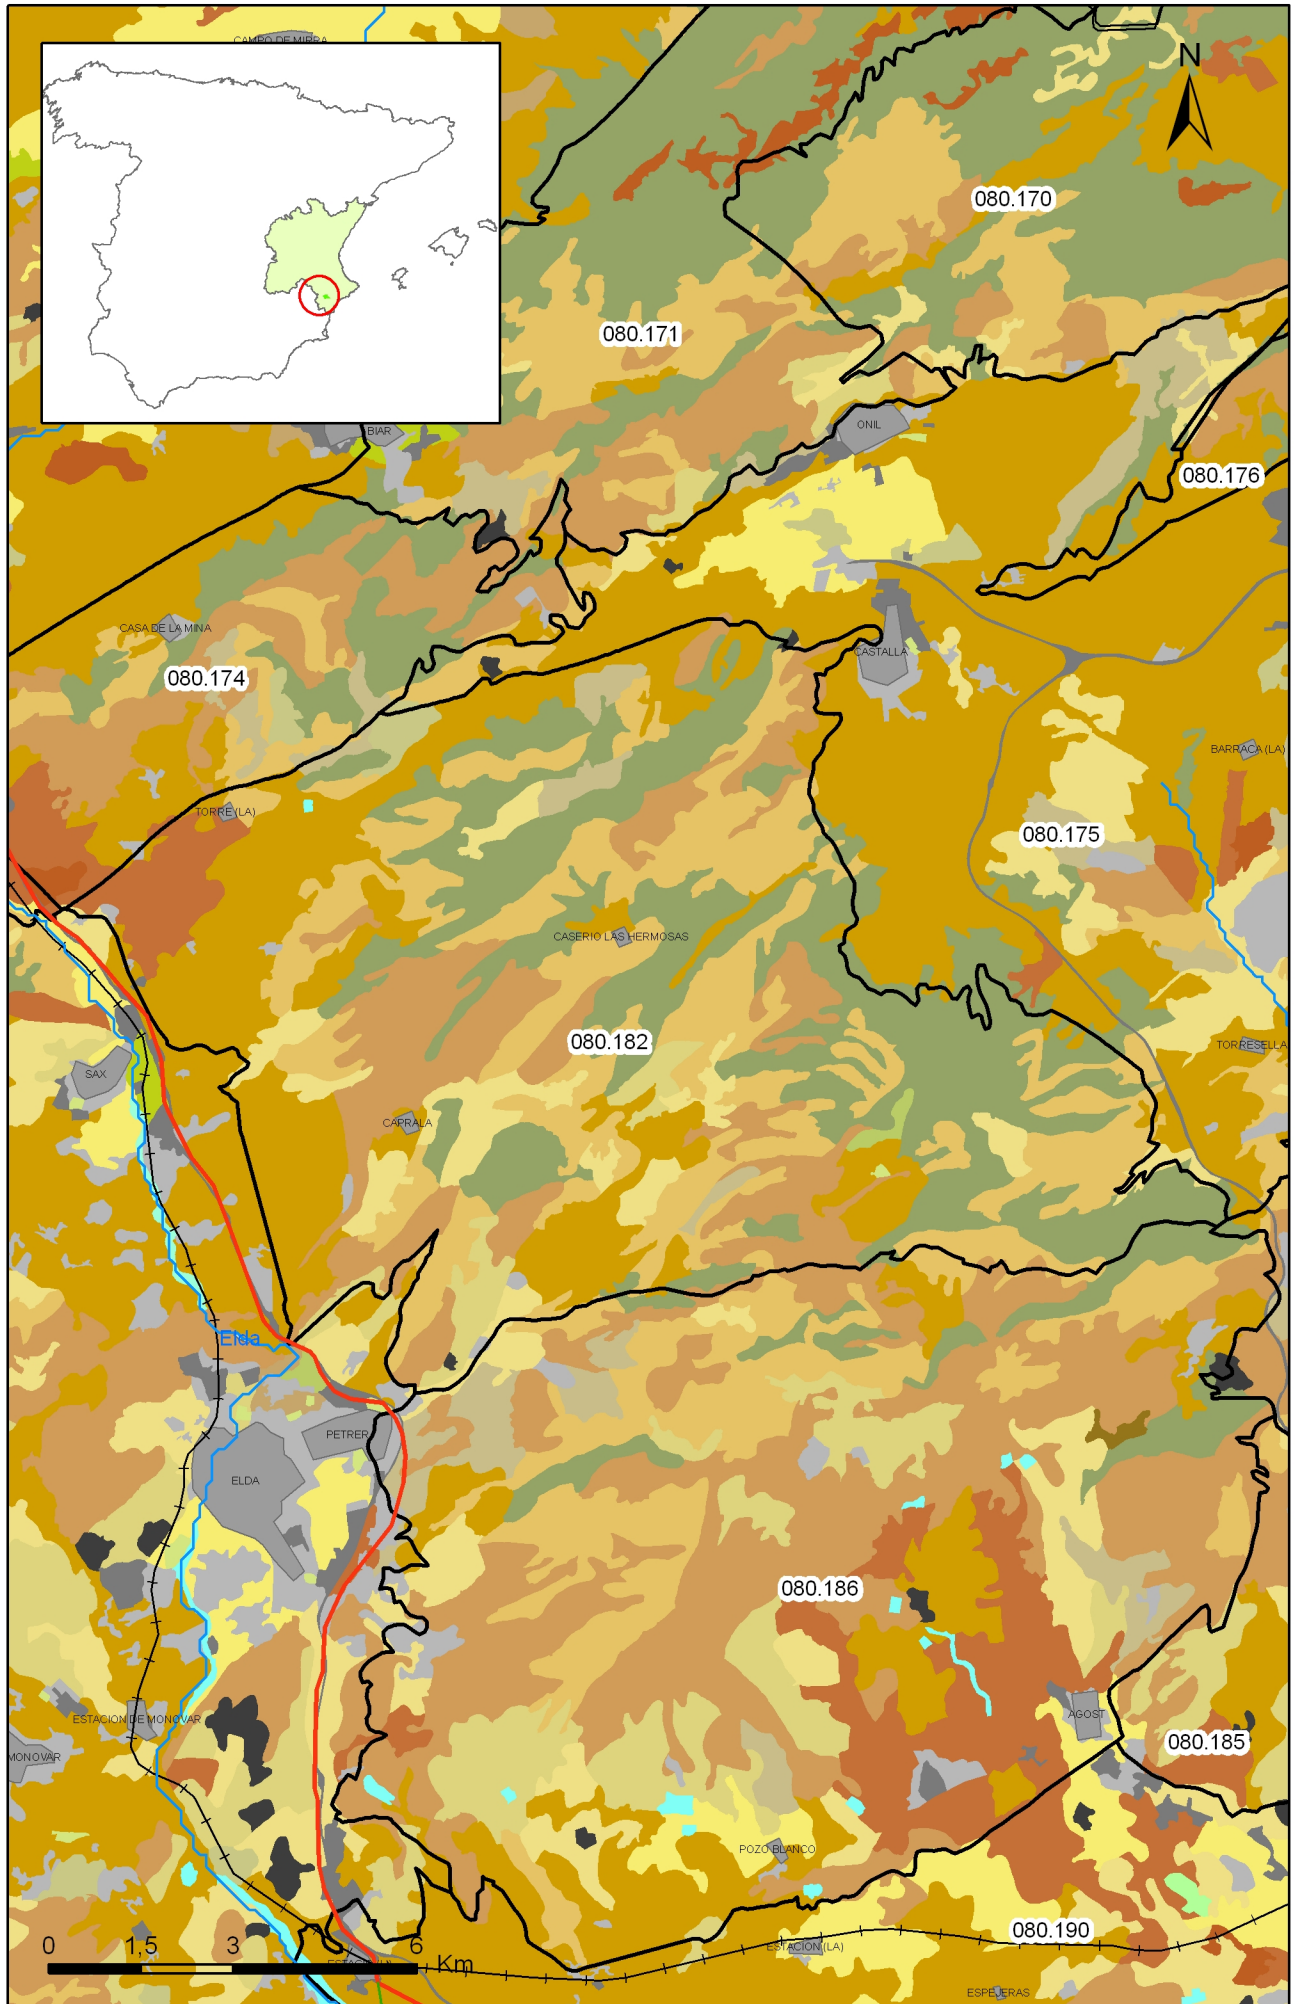 CAMPO DE MIRRA
N
080.170
080.171
BIAR
ONIL
080.176
CASA DE LA MINA
080.174
CASTALLA
BARRACA (LA)
TORRE (LA)
080.175
CASERIO LAS HERMOSAS
080.182
TORRESELLA
SAX
CAPRALA
Elda
PETRER
ELDA
080.186
ESTACION DE MONOVAR
AGOST
MONOVAR
080.185
POZO BLANCO
080.190
0 1,5 3 6
Km
ESTACION (LA)
ESTACION (LA)
ESPEJERAS